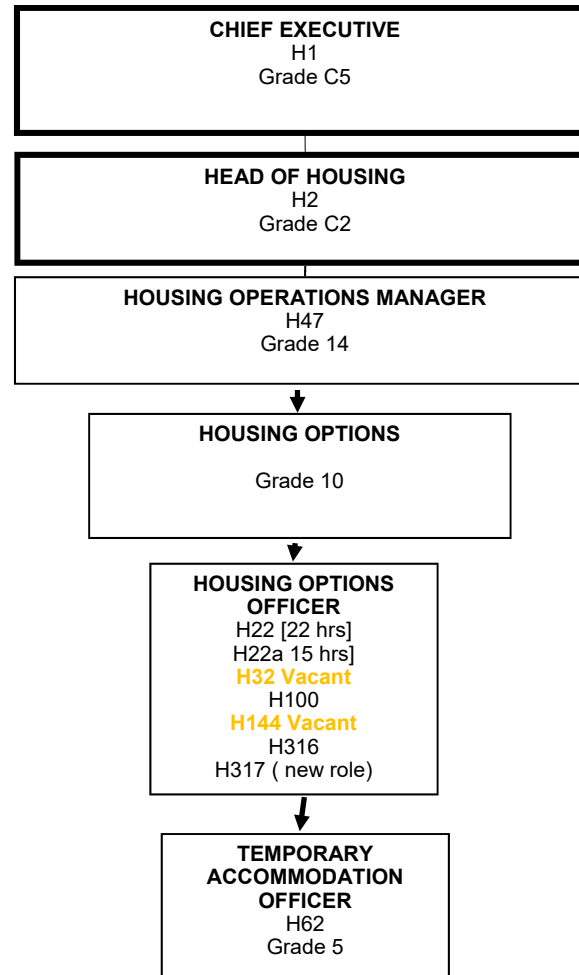 CHIEF EXECUTIVE
H1
Grade C5
HEAD OF HOUSING
H2
Grade C2
HOUSING OPERATIONS MANAGER
H47
Grade 14
HOUSING OPTIONS
Grade 10
HOUSING OPTIONS
OFFICER
H22 [22 hrs]
H22a 15 hrs]
H32 Vacant
H100
H144 Vacant
H316
H317 ( new role)
TEMPORARY
ACCOMMODATION
OFFICER
H62
Grade 5